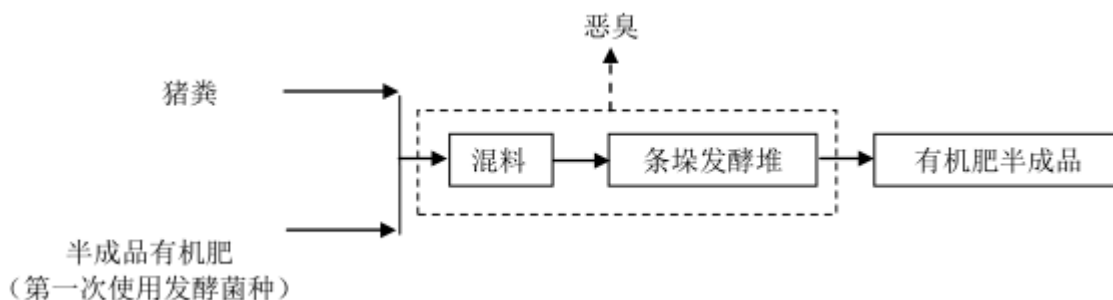 恶臭
猪粪
混料
条垛发酵堆
有机肥半成品
半成品有机肥
（第一次使用发酵菌种）